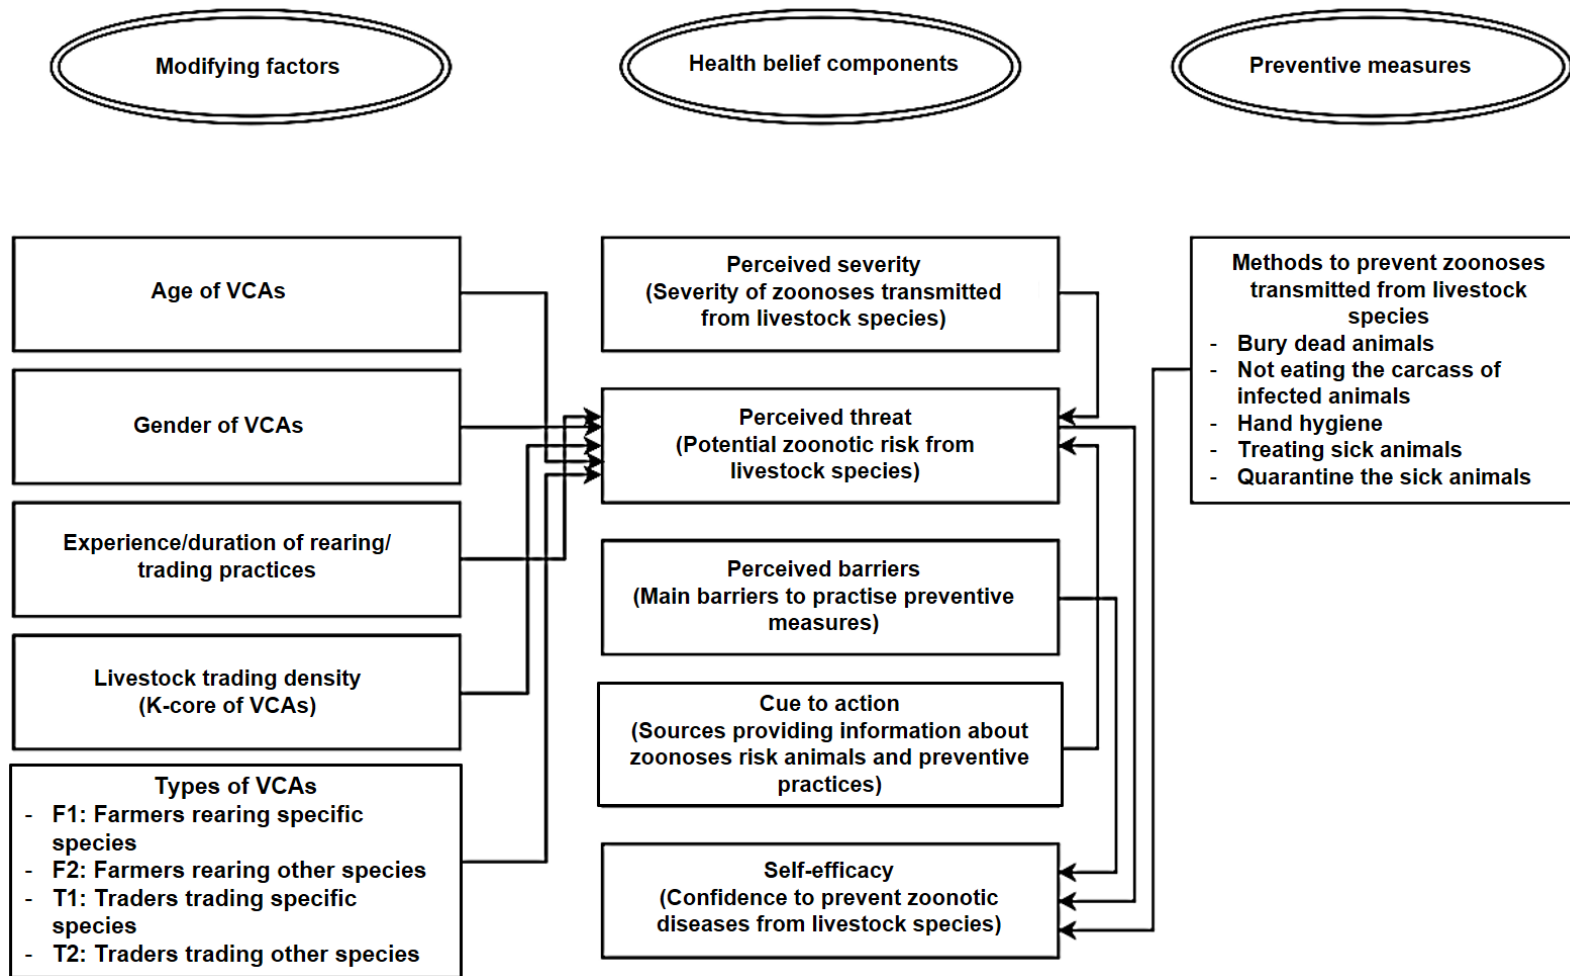 Modifying factors
Health belief components
Preventive measures
Age of VCAs
Gender of VCAs
Experience/duration of rearing/
trading practices
Livestock trading density
(K-core of VCAs)
Types of VCAs
- F1: Farmers rearing specific
species
- F2: Farmers rearing other species
- T1: Traders trading specific
species
- T2: Traders trading other species
Perceived severity
(Severity of zoonoses transmitted
from livestock species)
Perceived threat
(Potential zoonotic risk from
livestock species)
Perceived barriers
(Main barriers to practise preventive
measures)
Cue to action
(Sources providing information about
zoonoses risk animals and preventive
practices)
Self-efficacy
(Confidence to prevent zoonotic
diseases from livestock species)
Methods to prevent zoonoses
transmitted from livestock
species
- Bury dead animals
- Not eating the carcass of
infected animals
- Hand hygiene
- Treating sick animals
- Quarantine the sick animals